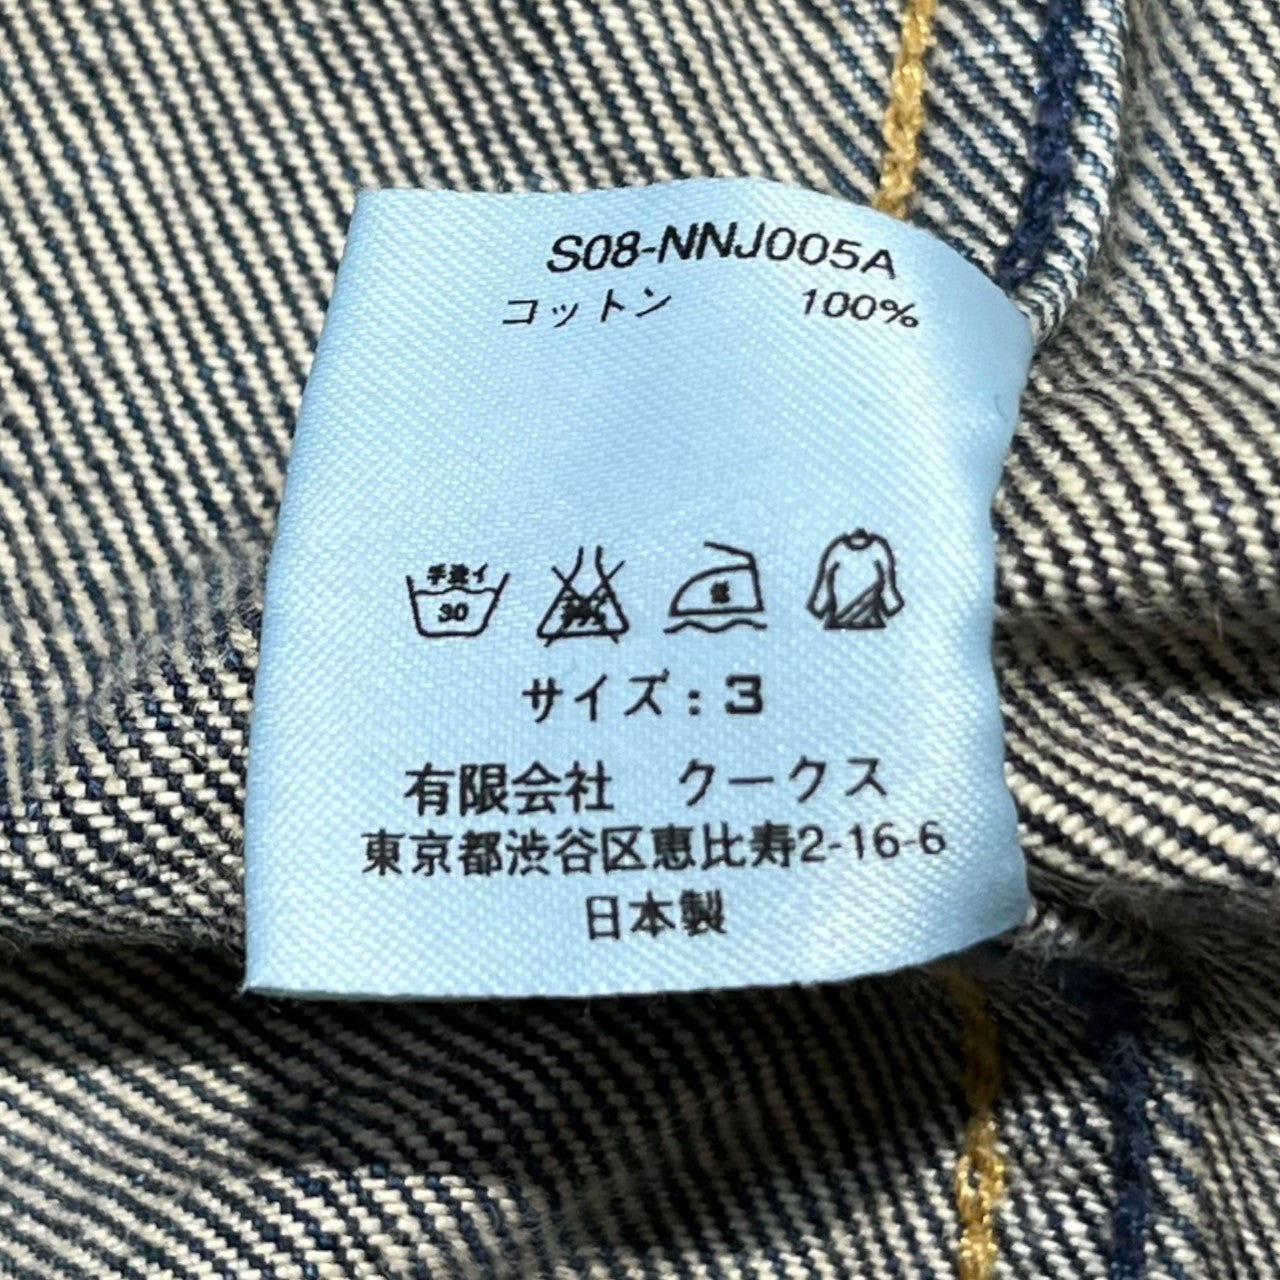 S08-NNJ005A
コットン 100%
手洗イ
30
サイズ：3
有限会社 クークス
東京都渋谷区恵比寿2-16-6
日本製